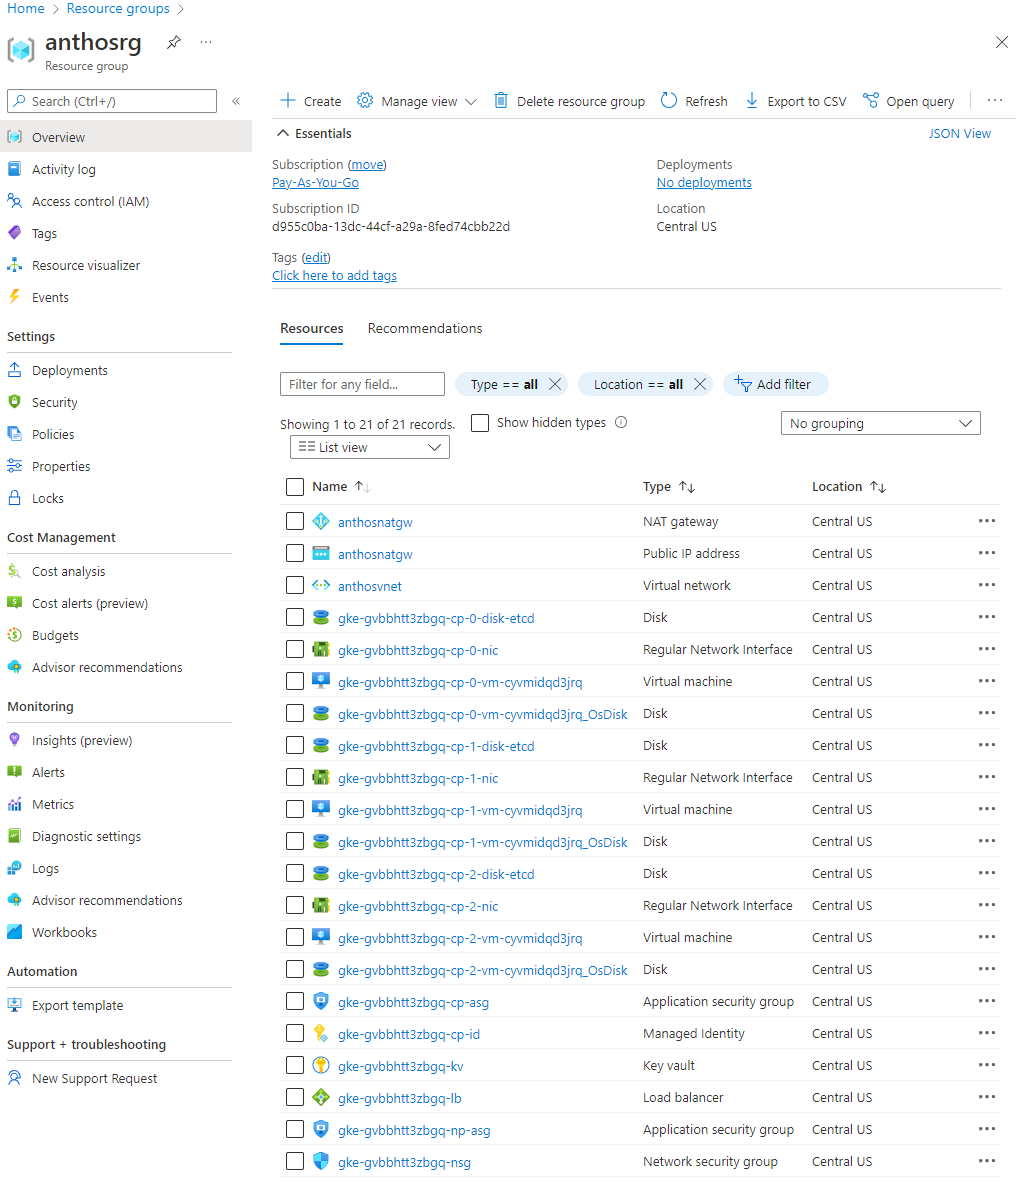 Home > Resource groups >
anthosrg
Resource group
Search (Ctrl+/)
Overview
Activity log
Access control (IAM)
Tags
Resource visualizer
Events
Settings
Deployments
Security
Policies
Properties
Locks
Cost Management
Cost analysis
Cost alerts (preview)
Budgets
Advisor recommendations
Monitoring
Insights (preview)
Alerts
Metrics
Diagnostic settings
Logs
Advisor recommendations
Workbooks
Automation
Export template
Support + troubleshooting
New Support Request
Create Manage view Delete resource group Refresh Export to CSV Open query
Essentials JSON View
Subscription (move)
Pay-As-You-Go
Subscription ID
d955c0ba-13dc-44cf-a29a-8fed74cbb22d
Tags (edit)
Click here to add tags
Deployments
No deployments
Location
Central US
Resources Recommendations
Filter for any field... Type == all Location == all Add filter
Showing 1 to 21 of 21 records. Show hidden types No grouping
List view
Name Type Location
anthosnatgw NAT gateway Central US
anthosnatgw Public IP address Central US
anthosvnet Virtual network Central US
gke-gvbbhtt3zbgq-cp-0-disk-etcd Disk Central US
gke-gvbbhtt3zbgq-cp-0-nic Regular Network Interface Central US
gke-gvbbhtt3zbgq-cp-0-vm-cyvmidqd3jrq Virtual machine Central US
gke-gvbbhtt3zbgq-cp-0-vm-cyvmidqd3jrq_OsDisk Disk Central US
gke-gvbbhtt3zbgq-cp-1-disk-etcd Disk Central US
gke-gvbbhtt3zbgq-cp-1-nic Regular Network Interface Central US
gke-gvbbhtt3zbgq-cp-1-vm-cyvmidqd3jrq Virtual machine Central US
gke-gvbbhtt3zbgq-cp-1-vm-cyvmidqd3jrq_OsDisk Disk Central US
gke-gvbbhtt3zbgq-cp-2-disk-etcd Disk Central US
gke-gvbbhtt3zbgq-cp-2-nic Regular Network Interface Central US
gke-gvbbhtt3zbgq-cp-2-vm-cyvmidqd3jrq Virtual machine Central US
gke-gvbbhtt3zbgq-cp-2-vm-cyvmidqd3jrq_OsDisk Disk Central US
gke-gvbbhtt3zbgq-cp-asg Application security group Central US
gke-gvbbhtt3zbgq-cp-id Managed Identity Central US
gke-gvbbhtt3zbgq-kv Key vault Central US
gke-gvbbhtt3zbgq-lb Load balancer Central US
gke-gvbbhtt3zbgq-np-asg Application security group Central US
gke-gvbbhtt3zbgq-nsg Network security group Central US